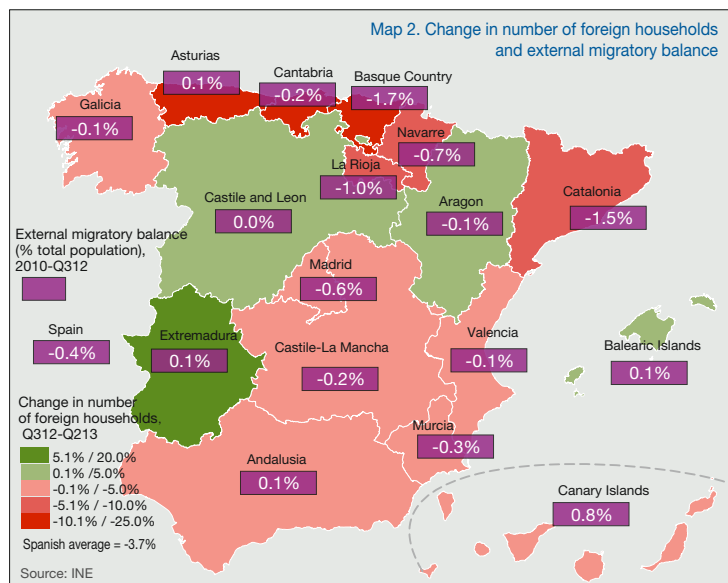 Map 2. Change in number of foreign households
and external migratory balance
Asturias
0.1%
Cantabria
-0.2%
Basque Country
-1.7%
Galicia
-0.1%
Navarre
-0.7%
La Rioja
-1.0%
Castile and Leon
0.0%
Aragon
-0.1%
Catalonia
-1.5%
External migratory balance
(% total population),
2010-Q312
Madrid
-0.6%
Spain
-0.4%
Extremadura
0.1%
Castile-La Mancha
-0.2%
Valencia
-0.1%
Balearic Islands
0.1%
Change in number
of foreign households,
Q312-Q213
5.1% / 20.0%
0.1% /5.0%
-0.1% / -5.0%
-5.1% / -10.0%
-10.1% / -25.0%
Spanish average = -3.7%
Murcia
-0.3%
Andalusia
0.1%
Canary Islands
0.8%
Source: INE